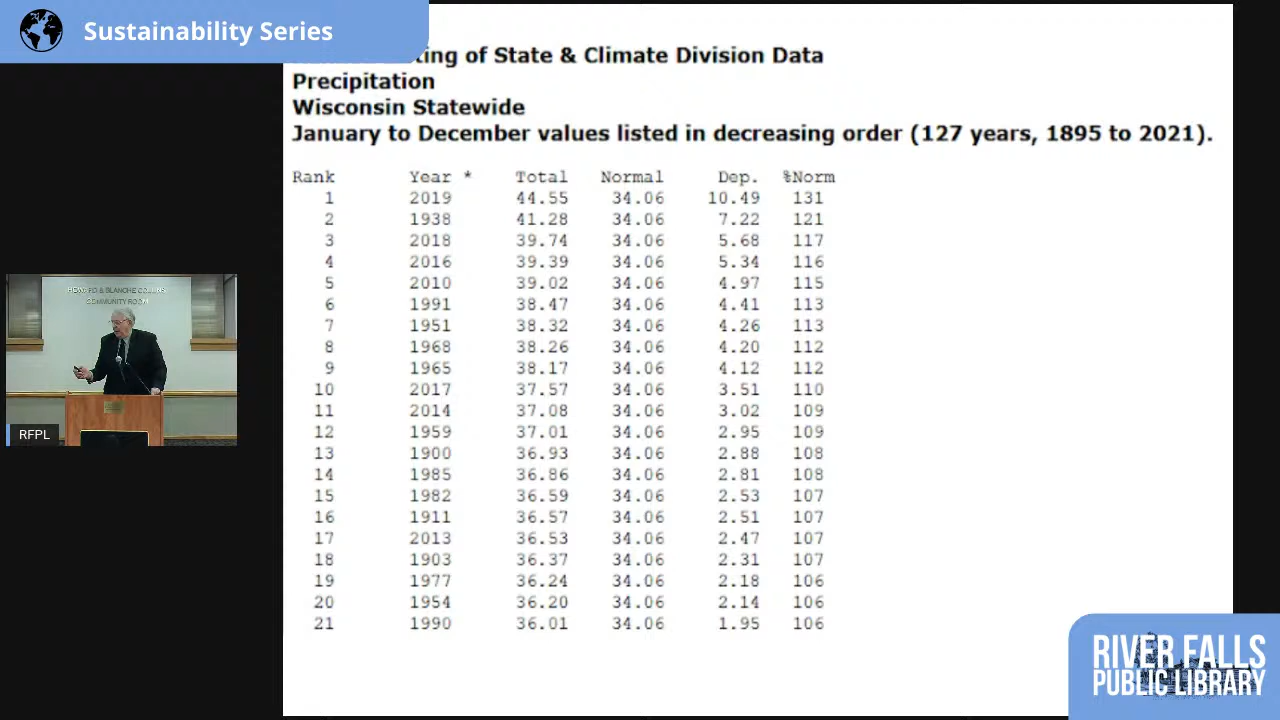 Sustainability Series
ting of State & Climate Division Data
Precipitation
Wisconsin Statewide
January to December values listed in decreasing order (127 years, 1895 to 2021).
Rank Year * Total Normal Dep. %Norm
1 2019 44.55 34.06 10.49 131
2 1938 41.28 34.06 7.22 121
3 2018 39.74 34.06 5.68 117
4 2016 39.39 34.06 5.34 116
5 2010 39.02 34.06 4.97 115
6 1991 38.47 34.06 4.41 113
7 1951 38.32 34.06 4.26 113
8 1968 38.26 34.06 4.20 112
9 1965 38.17 34.06 4.12 112
10 2017 37.57 34.06 3.51 110
11 2014 37.08 34.06 3.02 109
12 1959 37.01 34.06 2.95 109
13 1900 36.93 34.06 2.88 108
14 1985 36.86 34.06 2.81 108
15 1982 36.59 34.06 2.53 107
16 1911 36.57 34.06 2.51 107
17 2013 36.53 34.06 2.47 107
18 1903 36.37 34.06 2.31 107
19 1977 36.24 34.06 2.18 106
20 1954 36.20 34.06 2.14 106
21 1990 36.01 34.06 1.95 106
& BLANCHE COLLINS
COMMUNITY ROOM
RFPL
RIVER FALLS
PUBLIC LIBRARY